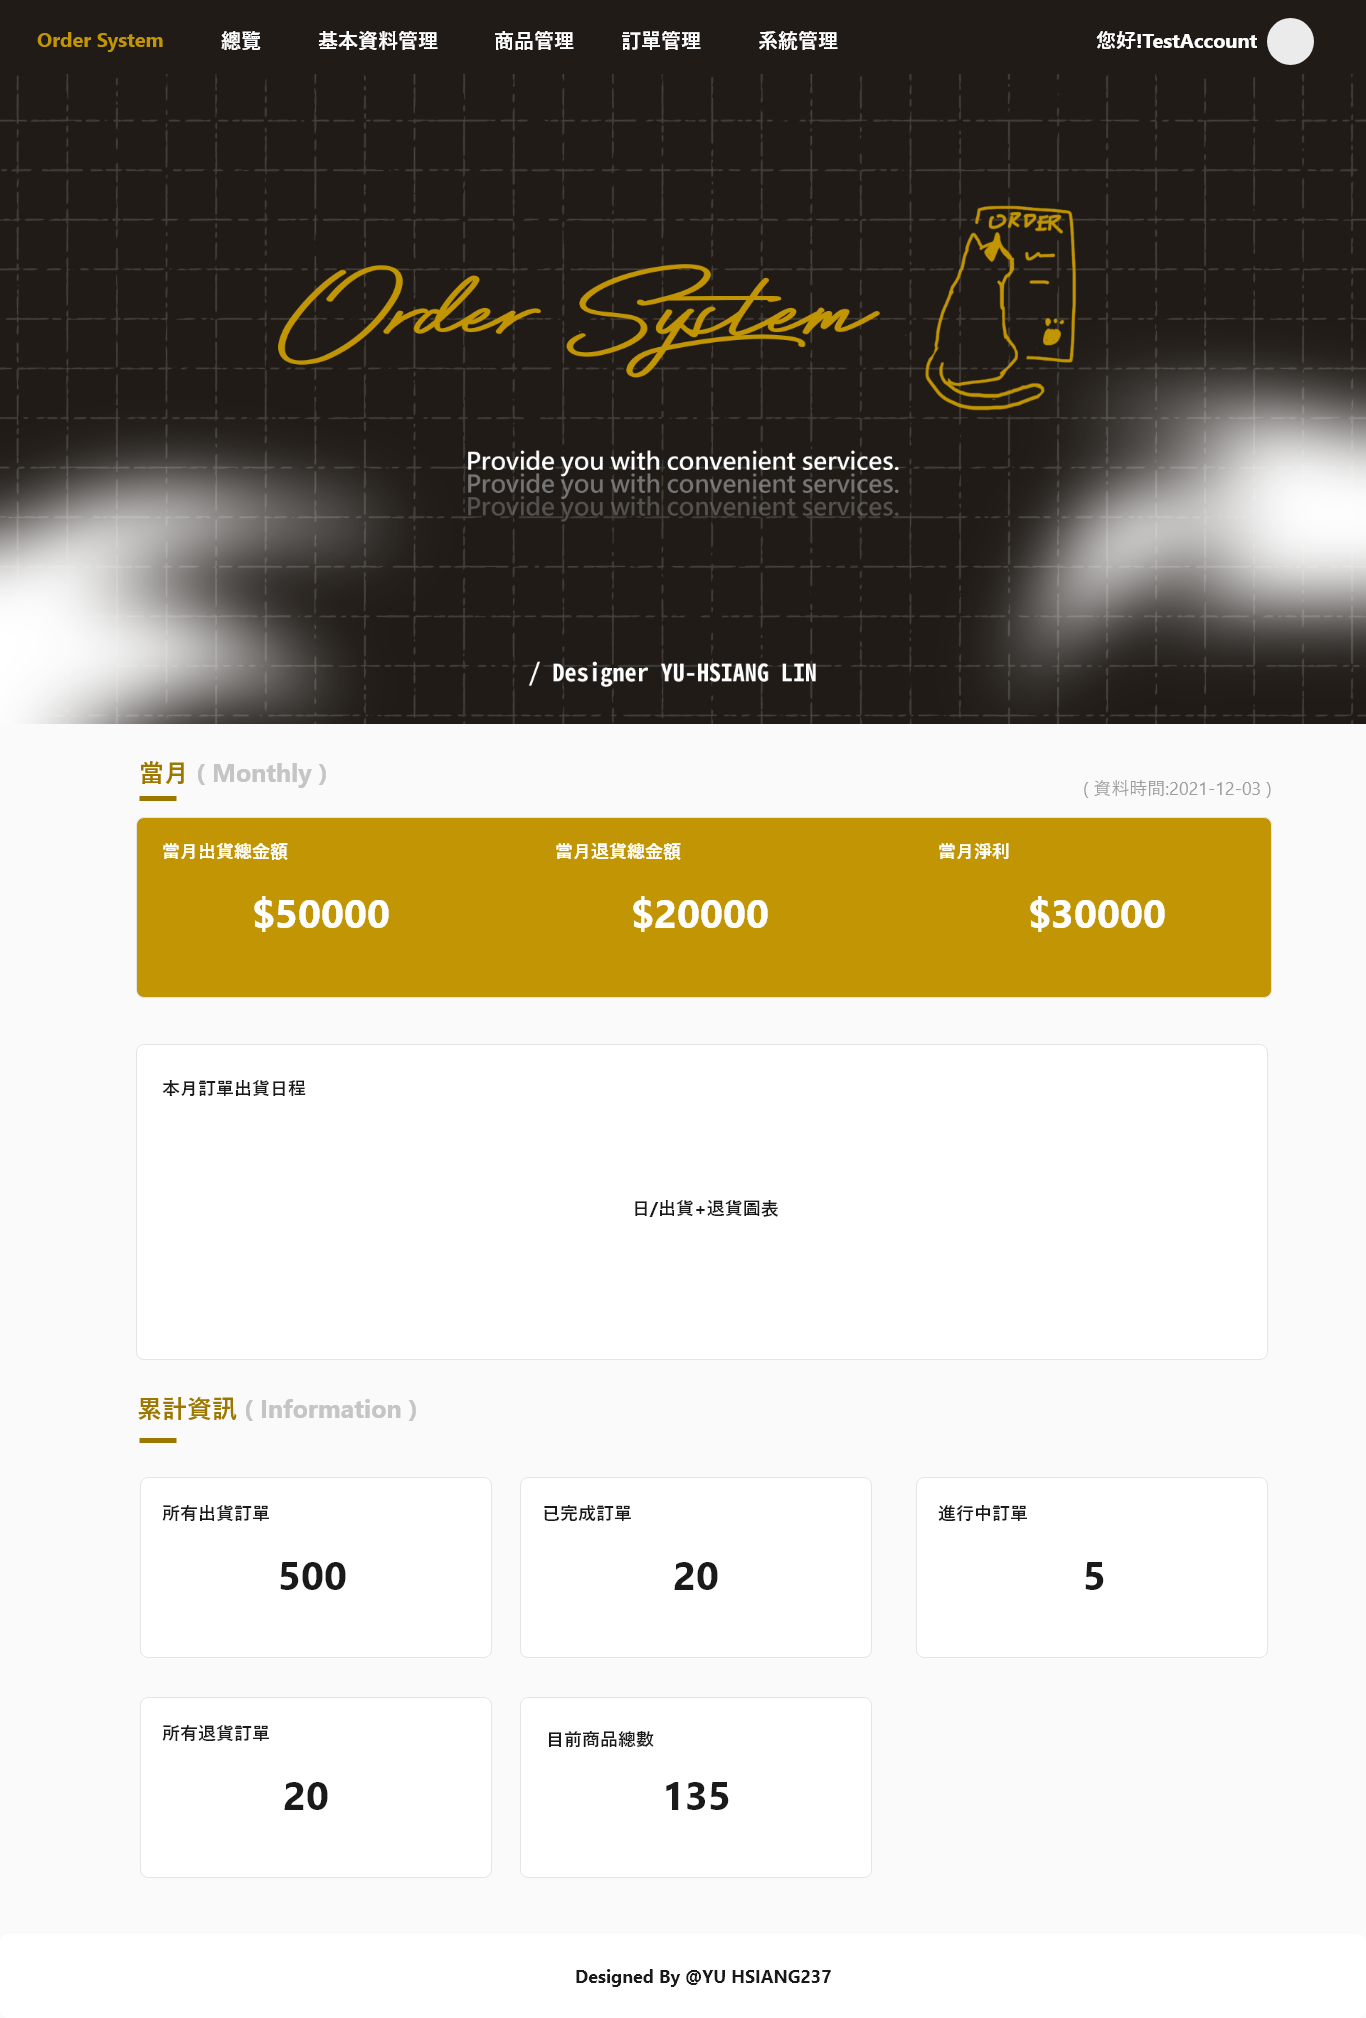 Order System 總覽 基本資料管理 商品管理 訂單管理 系統管理 您好!TestAccount
ORDER
Order System
Provide you with convenient services.
Provide you with convenient services.
Provide you with convenient services.
/ Designer YU-HSIANG LIN
當月 ( Monthly )
( 資料時間:2021-12-03 )
當月出貨總金額 當月退貨總金額 當月淨利
$50000 $20000 $30000
本月訂單出貨日程
日/出貨+退貨圖表
累計資訊 ( Information )
所有出貨訂單 已完成訂單 進行中訂單
500 20 5
所有退貨訂單 目前商品總數
20 135
Designed By @YU HSIANG237